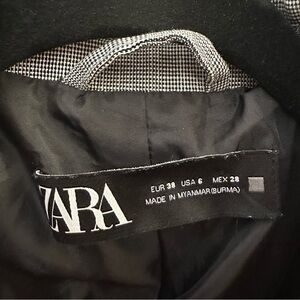 ZARA
EUR 38 USA 6 MEX 28
MADE IN MYANMAR (BURMA)